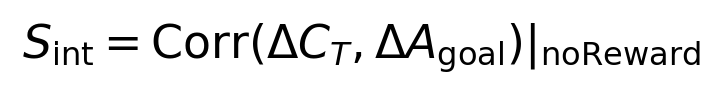 S_int = Corr(ΔC_T, ΔA_goal)|_noReward